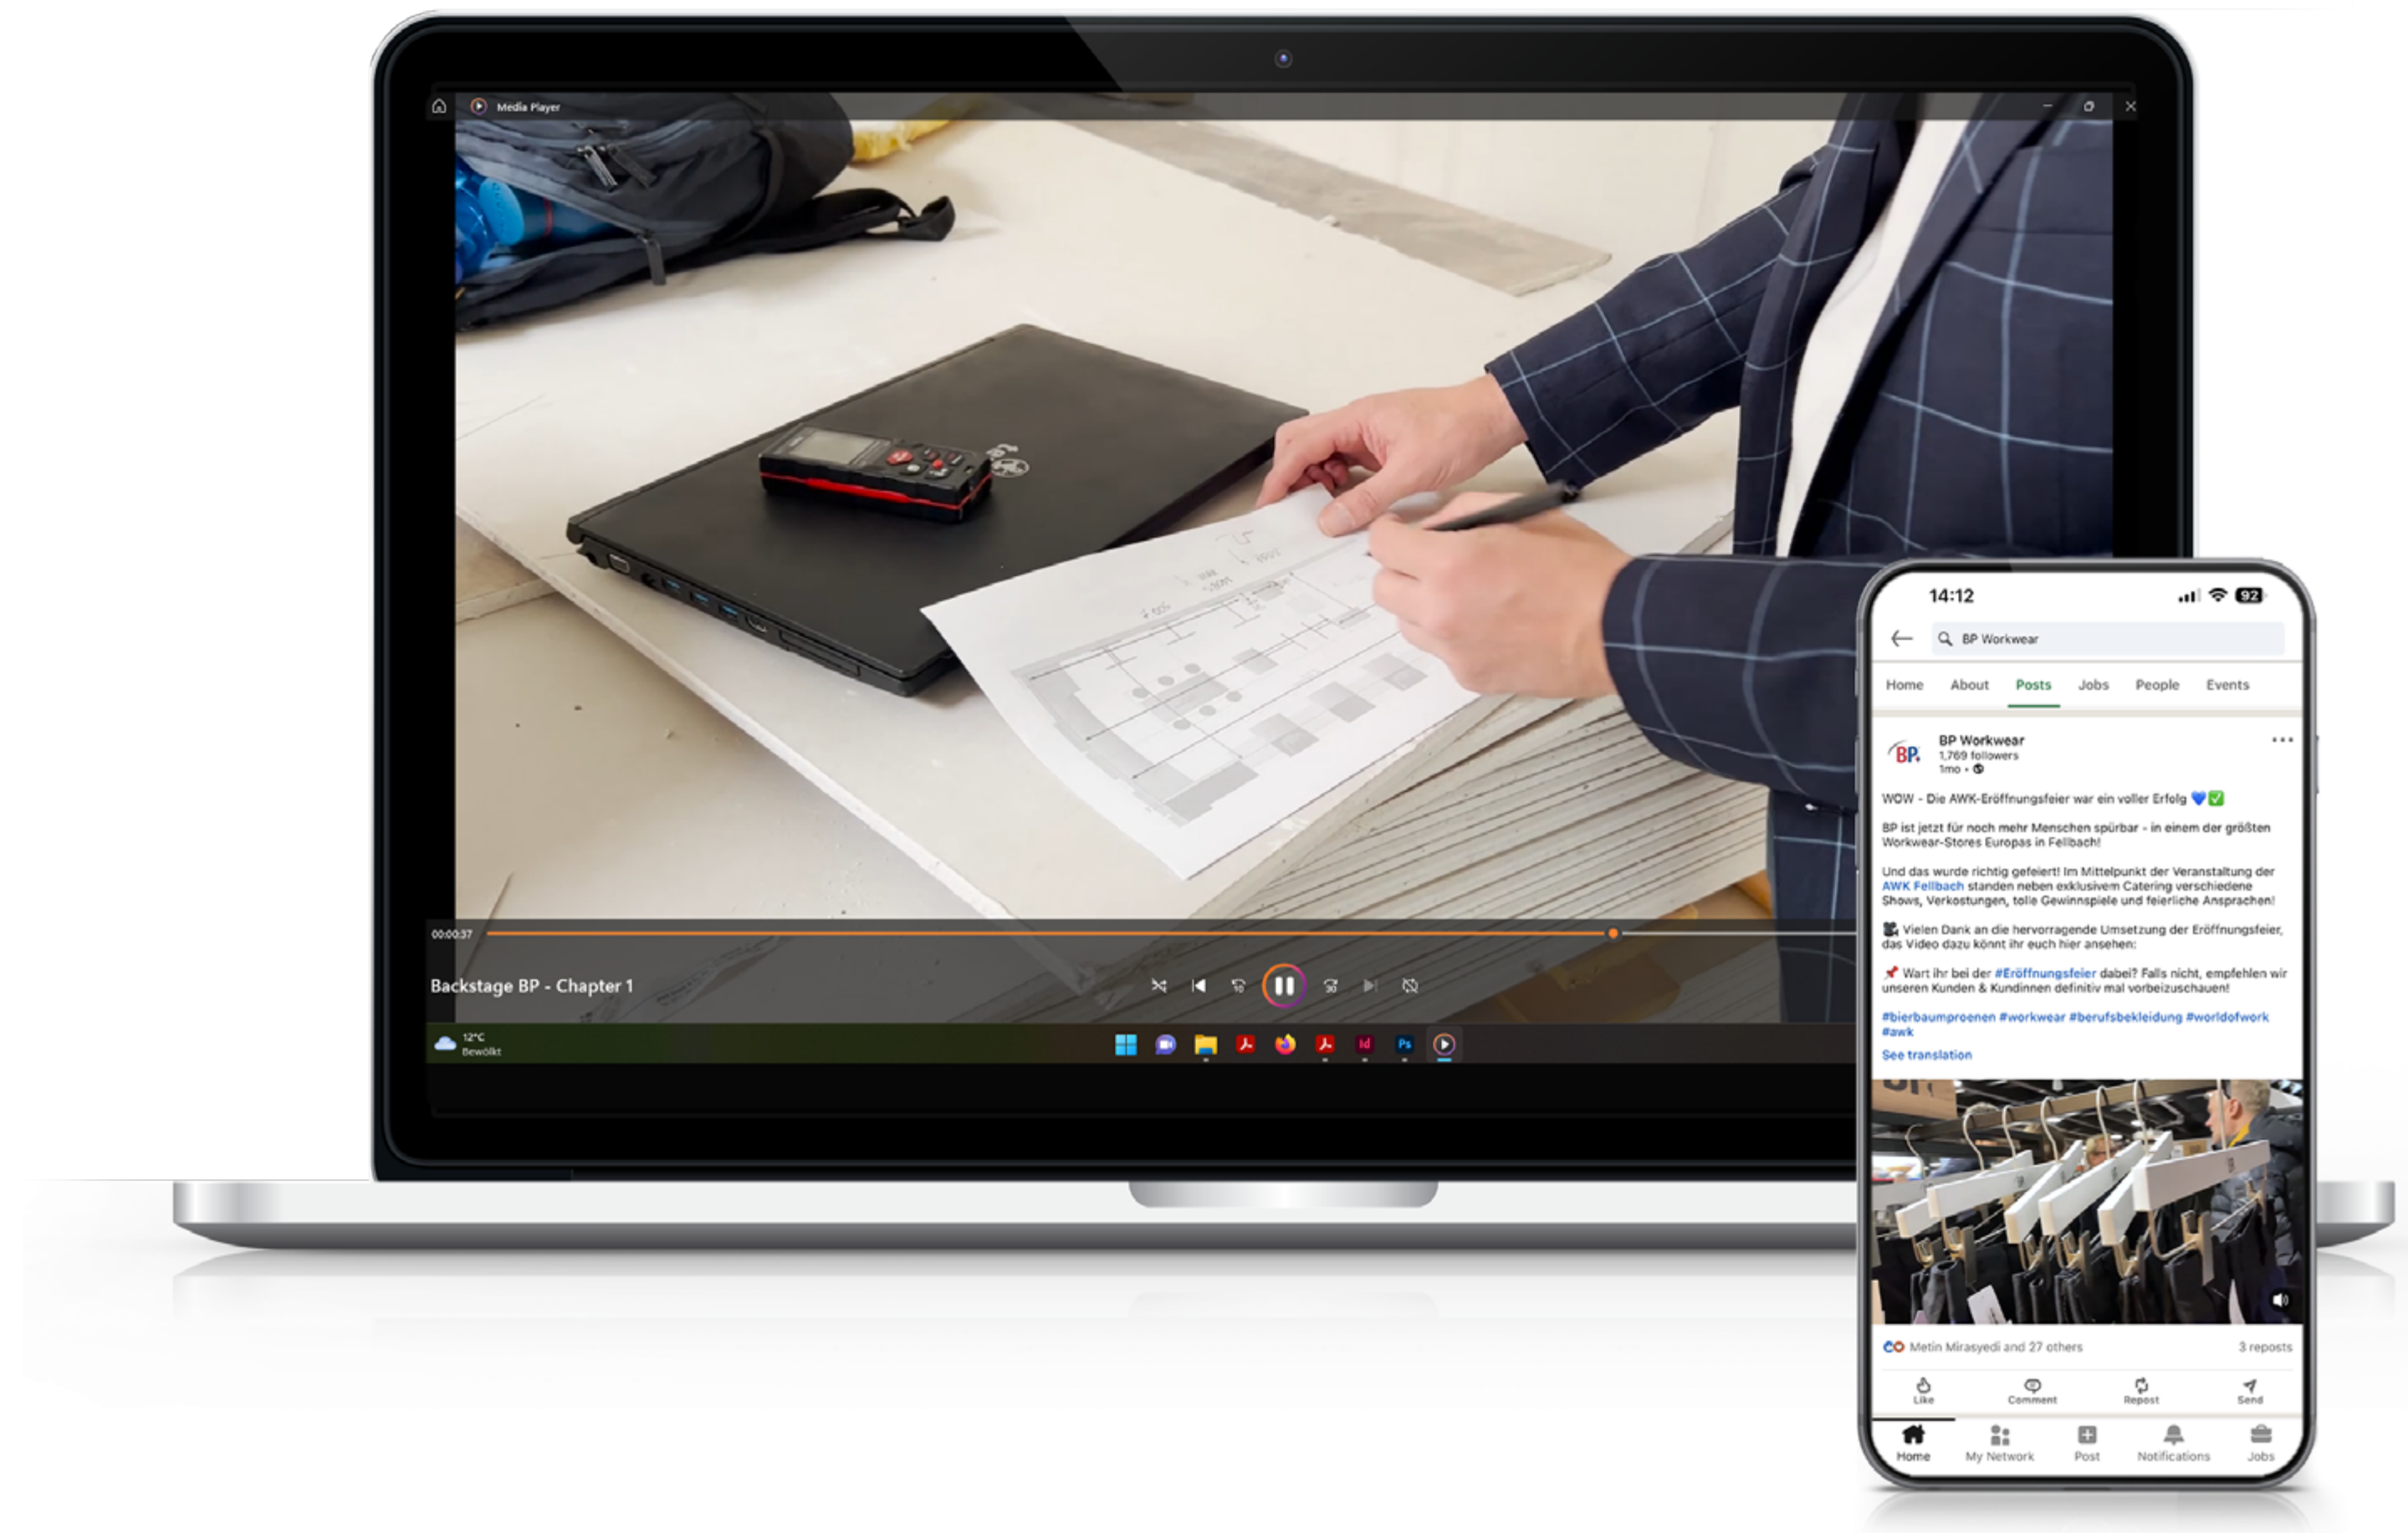 Media Player
00:00:37
Backstage BP - Chapter 1
10
30
12°C
Bewölkt
Id
Ps
14:12
92
BP Workwear
Home About Posts Jobs People Events
BP.
BP Workwear
1,769 followers
1mo •
WOW - Die AWK-Eröffnungsfeier war ein voller Erfolg 💙✅
BP ist jetzt für noch mehr Menschen spürbar - in einem der größten
Workwear-Stores Europas in Fellbach!
Und das wurde richtig gefeiert! Im Mittelpunkt der Veranstaltung der
AWK Fellbach standen neben exklusivem Catering verschiedene
Shows, Verkostungen, tolle Gewinnspiele und feierliche Ansprachen!
🎥 Vielen Dank an die hervorragende Umsetzung der Eröffnungsfeier,
das Video dazu könnt ihr euch hier ansehen:
📌 Wart ihr bei der #Eröffnungsfeier dabei? Falls nicht, empfehlen wir
unseren Kunden & Kundinnen definitiv mal vorbeizuschauen!
#bierbaumproenen #workwear #berufsbekleidung #worldofwork
#awk
See translation
Metin Mirasyedi and 27 others 3 reposts
Like Comment Repost Send
Home My Network Post Notifications Jobs